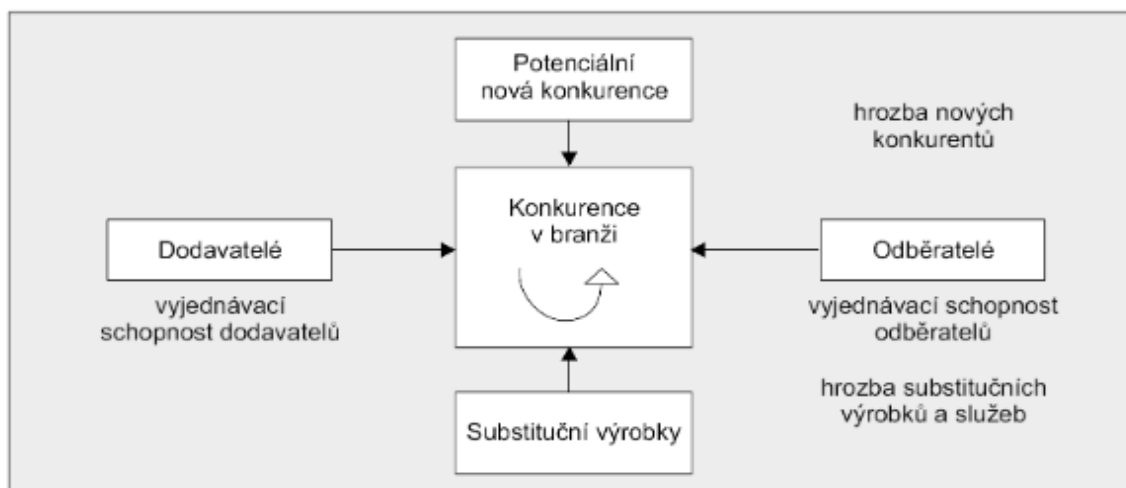 Potenciální
nová konkurence
hrozba nových
konkurentů
Konkurence
v branži
Dodavatelé
Odběratelé
vyjednávací
schopnost dodavatelů
vyjednávací schopnost
odběratelů
hrozba substitučních
výrobků a služeb
Substituční výrobky